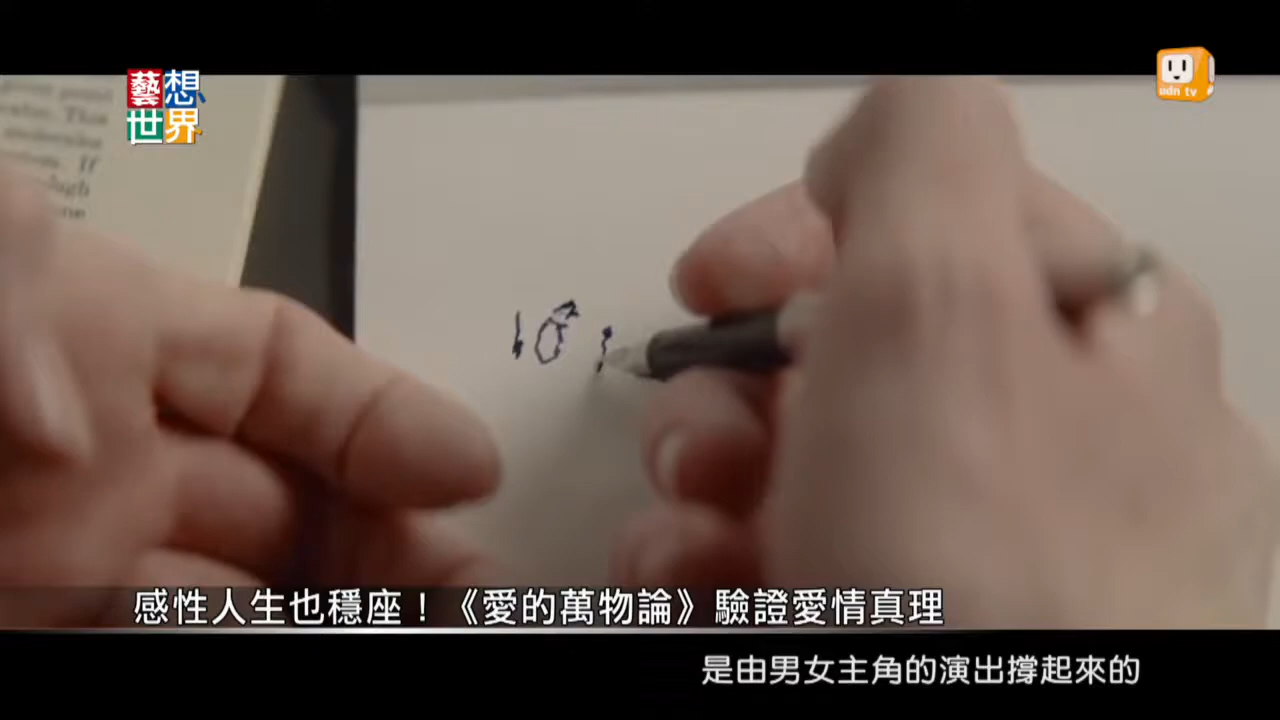 藝想
世界
udn tv
If
10
感性人生也穩座！《愛的萬物論》驗證愛情真理
是由男女主角的演出撐起來的